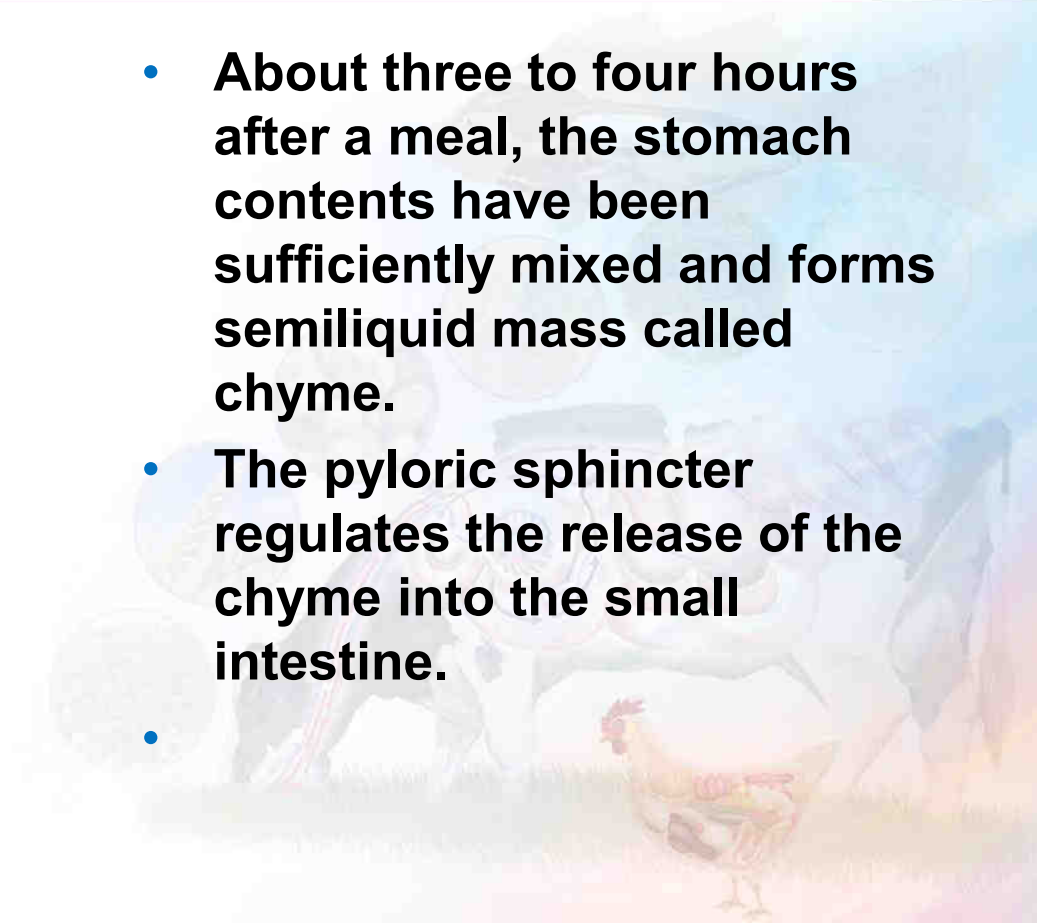 • About three to four hours
after a meal, the stomach
contents have been
sufficiently mixed and forms
semiliquid mass called
chyme.
• The pyloric sphincter
regulates the release of the
chyme into the small
intestine.
•